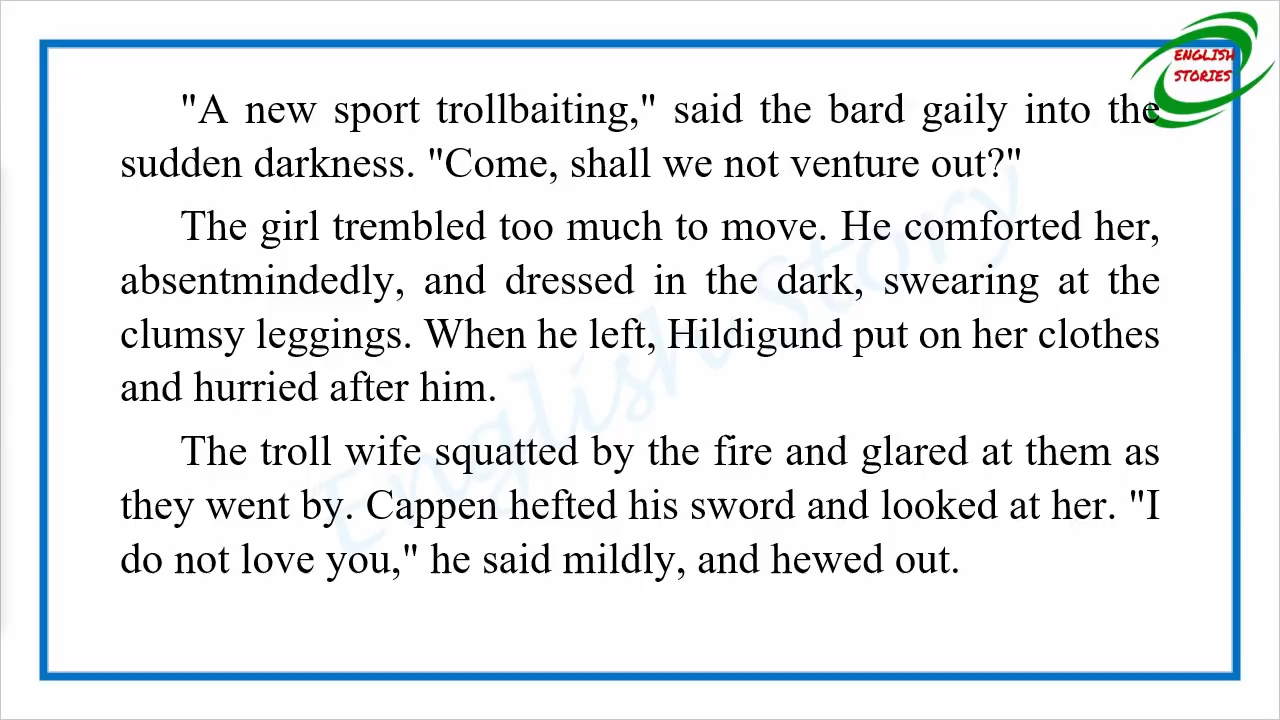 ENGLISH
STORIES
"A new sport trollbaiting," said the bard gaily into the
sudden darkness. "Come, shall we not venture out?"
The girl trembled too much to move. He comforted her,
absentmindedly, and dressed in the dark, swearing at the
clumsy leggings. When he left, Hildigund put on her clothes
and hurried after him.
The troll wife squatted by the fire and glared at them as
they went by. Cappen hefted his sword and looked at her. "I
do not love you," he said mildly, and hewed out.
English Story